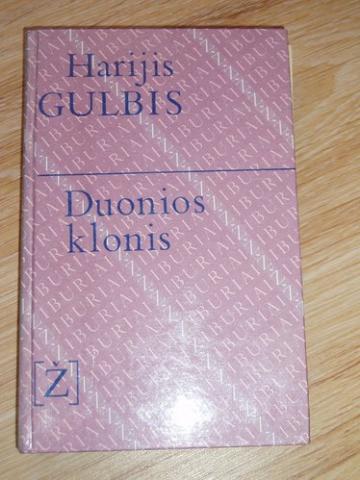 Harijis
GULBIS
Duonios
klonis
[Ž]